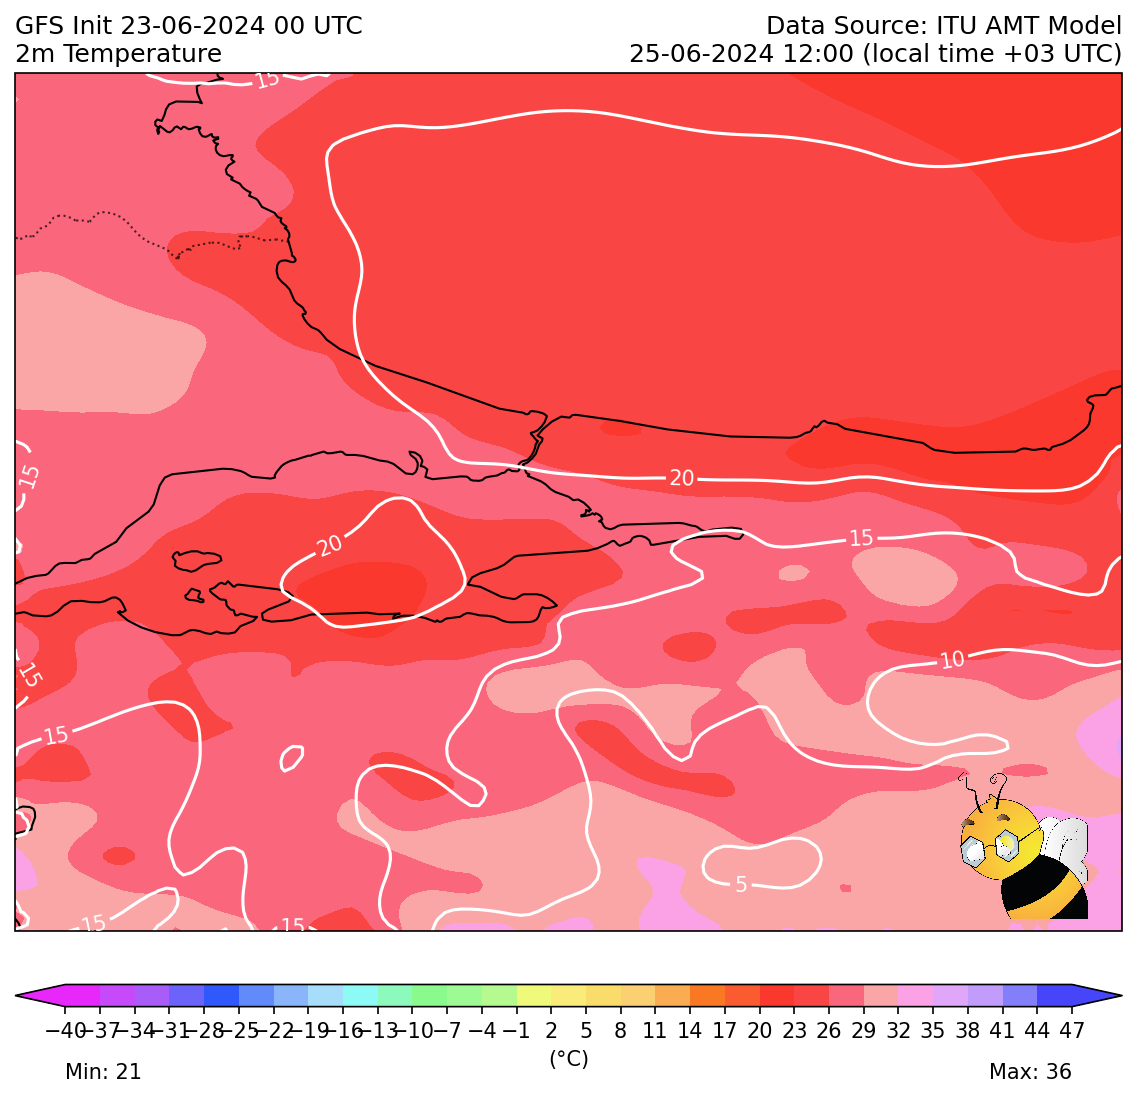 GFS Init 23-06-2024 00 UTC
Data Source: ITU AMT Model
2m Temperature
25-06-2024 12:00 (local time +03 UTC)
15
15
20
15
20
10
15
15
5
15
15
−40 −37 −34 −31 −28 −25 −22 −19 −16 −13 −10 −7 −4 −1 2 5 8 11 14 17 20 23 26 29 32 35 38 41 44 47
(°C)
Min: 21
Max: 36